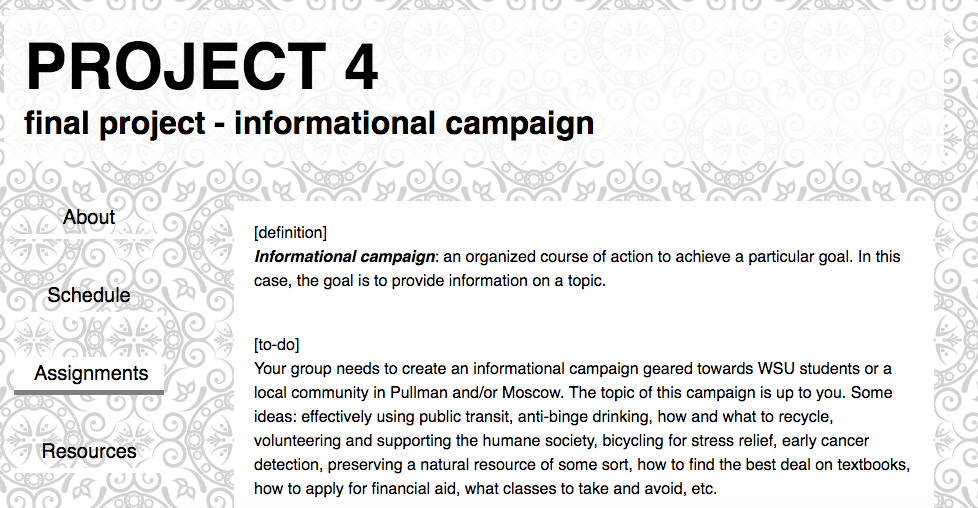 PROJECT 4
final project - informational campaign
About
Schedule
Assignments
Resources
[definition]
Informational campaign: an organized course of action to achieve a particular goal. In this
case, the goal is to provide information on a topic.
[to-do]
Your group needs to create an informational campaign geared towards WSU students or a
local community in Pullman and/or Moscow. The topic of this campaign is up to you. Some
ideas: effectively using public transit, anti-binge drinking, how and what to recycle,
volunteering and supporting the humane society, bicycling for stress relief, early cancer
detection, preserving a natural resource of some sort, how to find the best deal on textbooks,
how to apply for financial aid, what classes to take and avoid, etc.